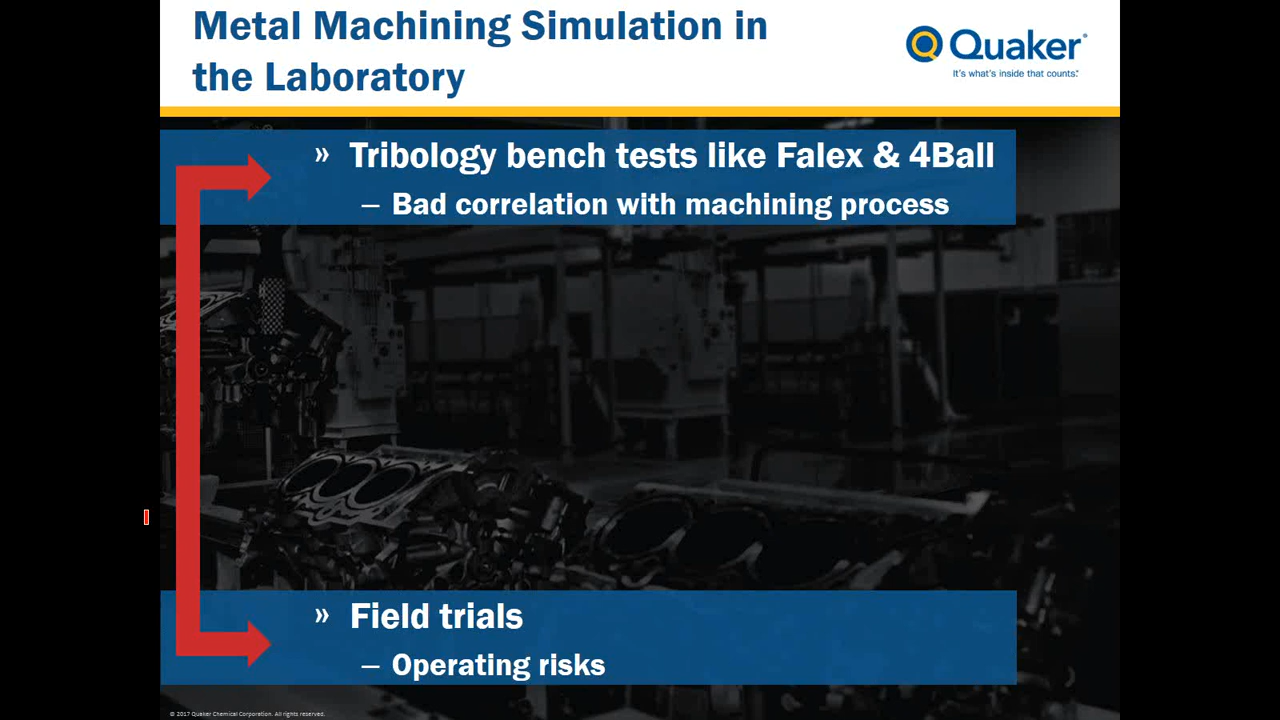 Metal Machining Simulation in
the Laboratory
Quaker®
It's what's inside that counts.™
» Tribology bench tests like Falex & 4Ball
– Bad correlation with machining process
» Field trials
– Operating risks
© 2017 Quaker Chemical Corporation. All rights reserved.